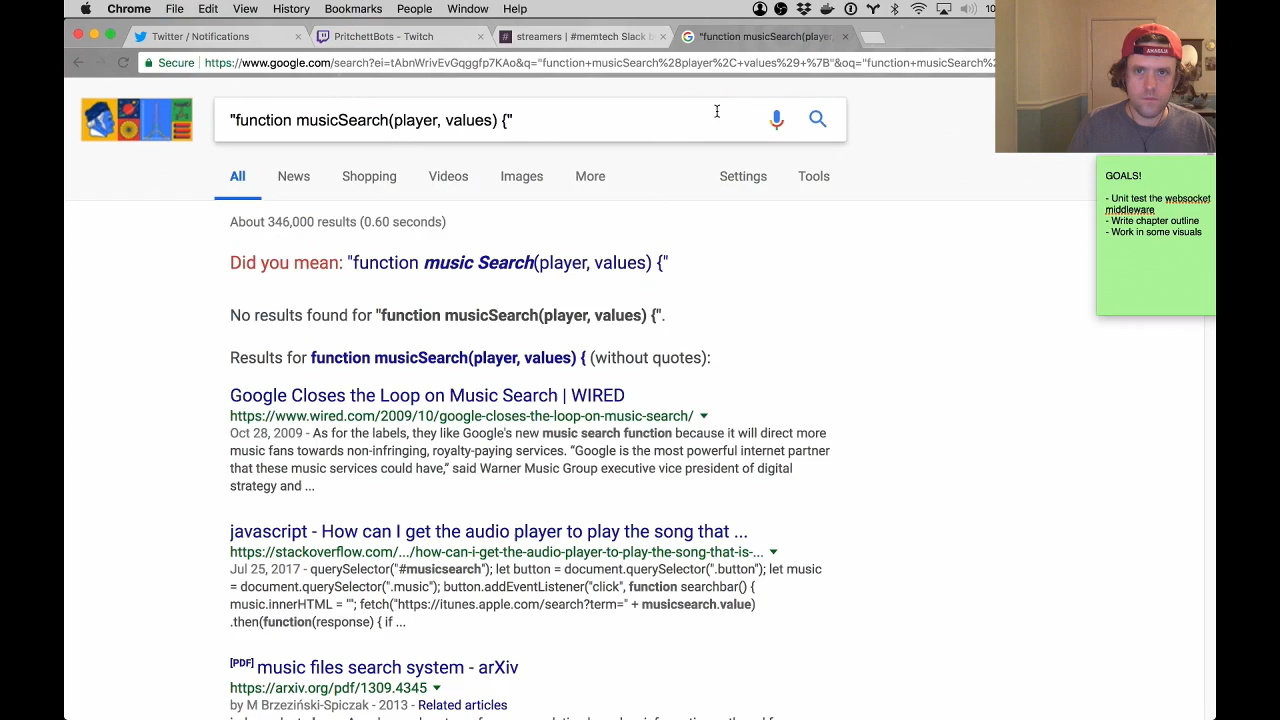 Chrome File Edit View History Bookmarks People Window Help
Twitter / Notifications
PritchettBots - Twitch
streamers | #memtech Slack
"function musicSearch(player,
Secure https://www.google.com/search?ei=tAbnWrivEvGqggfp7KAo&q="function+musicSearch%28player%2C+values%29+%7B"&oq="function+musicSearch%
"function musicSearch(player, values) {"
All News Shopping Videos Images More Settings Tools
About 346,000 results (0.60 seconds)
Did you mean: "function music Search(player, values) {"
No results found for "function musicSearch(player, values) {".
Results for function musicSearch(player, values) { (without quotes):
Google Closes the Loop on Music Search | WIRED
https://www.wired.com/2009/10/google-closes-the-loop-on-music-search/
Oct 28, 2009 - As for the labels, they like Google's new music search function because it will direct more
music fans towards non-infringing, royalty-paying services. "Google is the most powerful internet partner
that these music services could have," said Warner Music Group executive vice president of digital
strategy and ...
javascript - How can I get the audio player to play the song that ...
https://stackoverflow.com/.../how-can-i-get-the-audio-player-to-play-the-song-that-is-...
Jul 25, 2017 - querySelector("#musicsearch"); let button = document.querySelector(".button"); let music
= document.querySelector(".music"); button.addEventListener("click", function searchbar() {
music.innerHTML = ""; fetch("https://itunes.apple.com/search?term=" + musicsearch.value)
.then(function(response) { if ...
[PDF] music files search system - arXiv
https://arxiv.org/pdf/1309.4345
by M Brzeziński-Spiczak - 2013 - Related articles
GOALS!
- Unit test the websocket
middleware
- Write chapter outline
- Work in some visuals